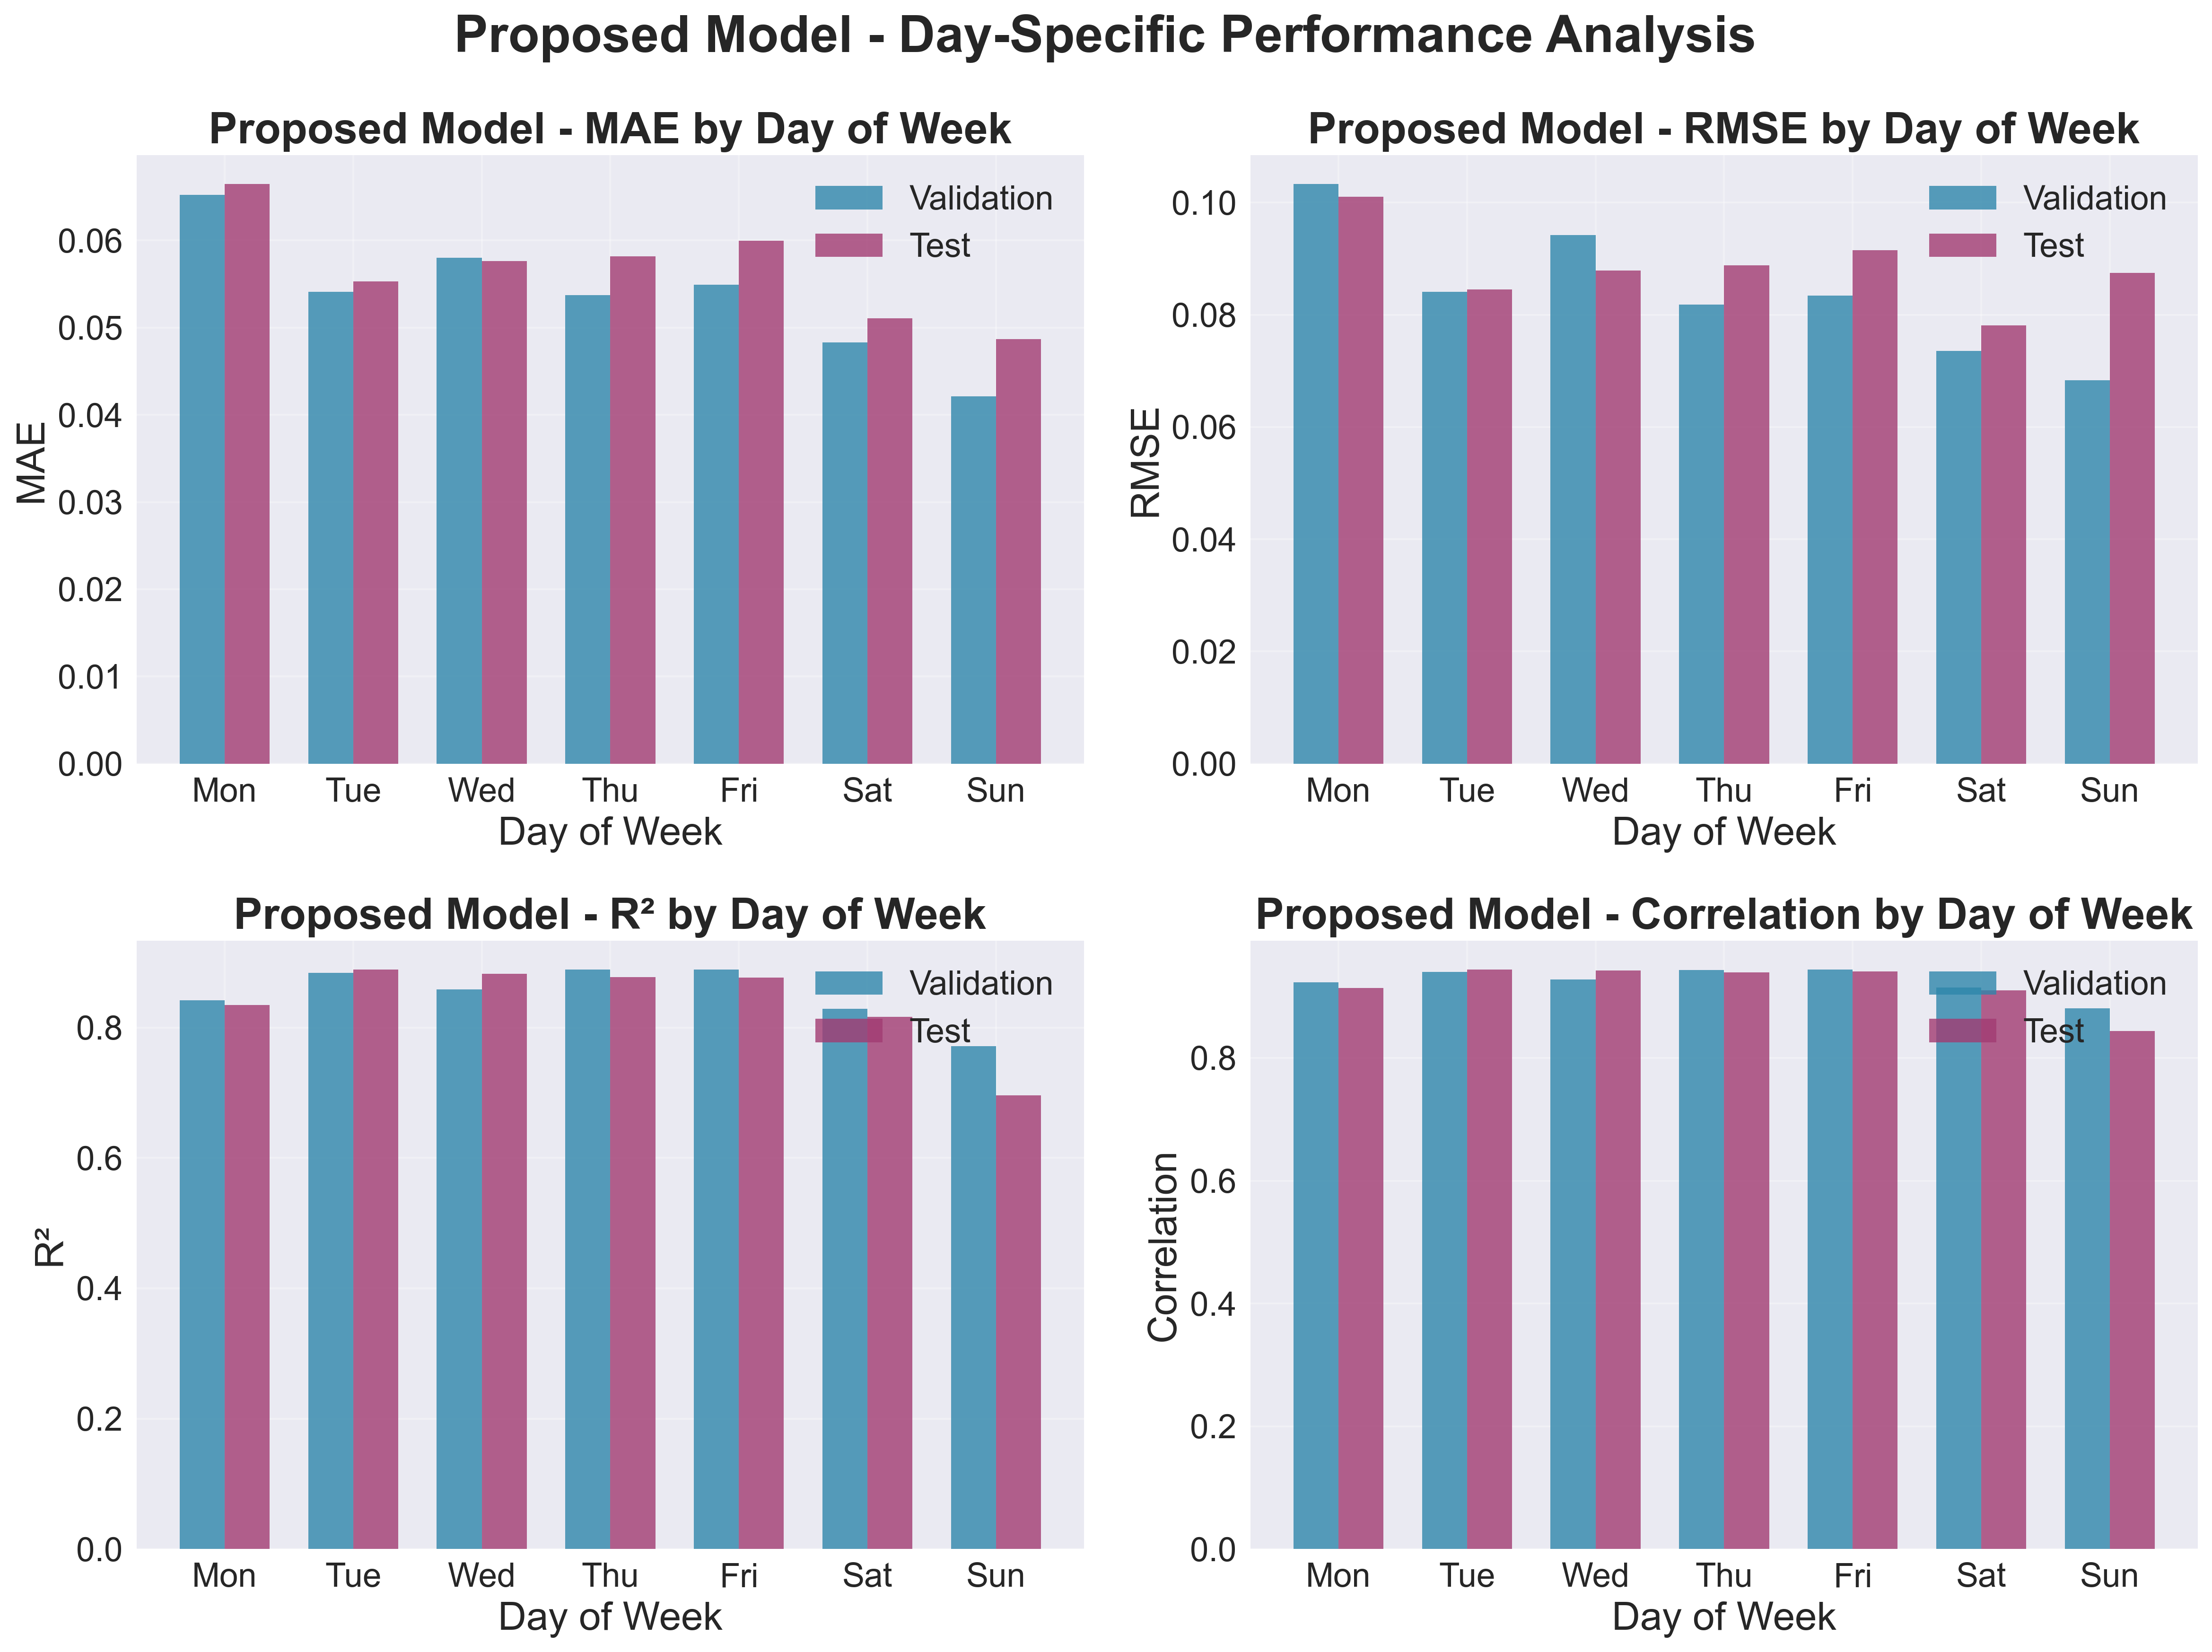 Proposed Model - Day-Specific Performance Analysis
Proposed Model - MAE by Day of Week
Validation
Test
MAE
0.06
0.05
0.04
0.03
0.02
0.01
0.00
Mon Tue Wed Thu Fri Sat Sun
Day of Week
Proposed Model - RMSE by Day of Week
Validation
Test
RMSE
0.10
0.08
0.06
0.04
0.02
0.00
Mon Tue Wed Thu Fri Sat Sun
Day of Week
Proposed Model - R² by Day of Week
Validation
Test
R²
0.8
0.6
0.4
0.2
0.0
Mon Tue Wed Thu Fri Sat Sun
Day of Week
Proposed Model - Correlation by Day of Week
Validation
Test
Correlation
0.8
0.6
0.4
0.2
0.0
Mon Tue Wed Thu Fri Sat Sun
Day of Week